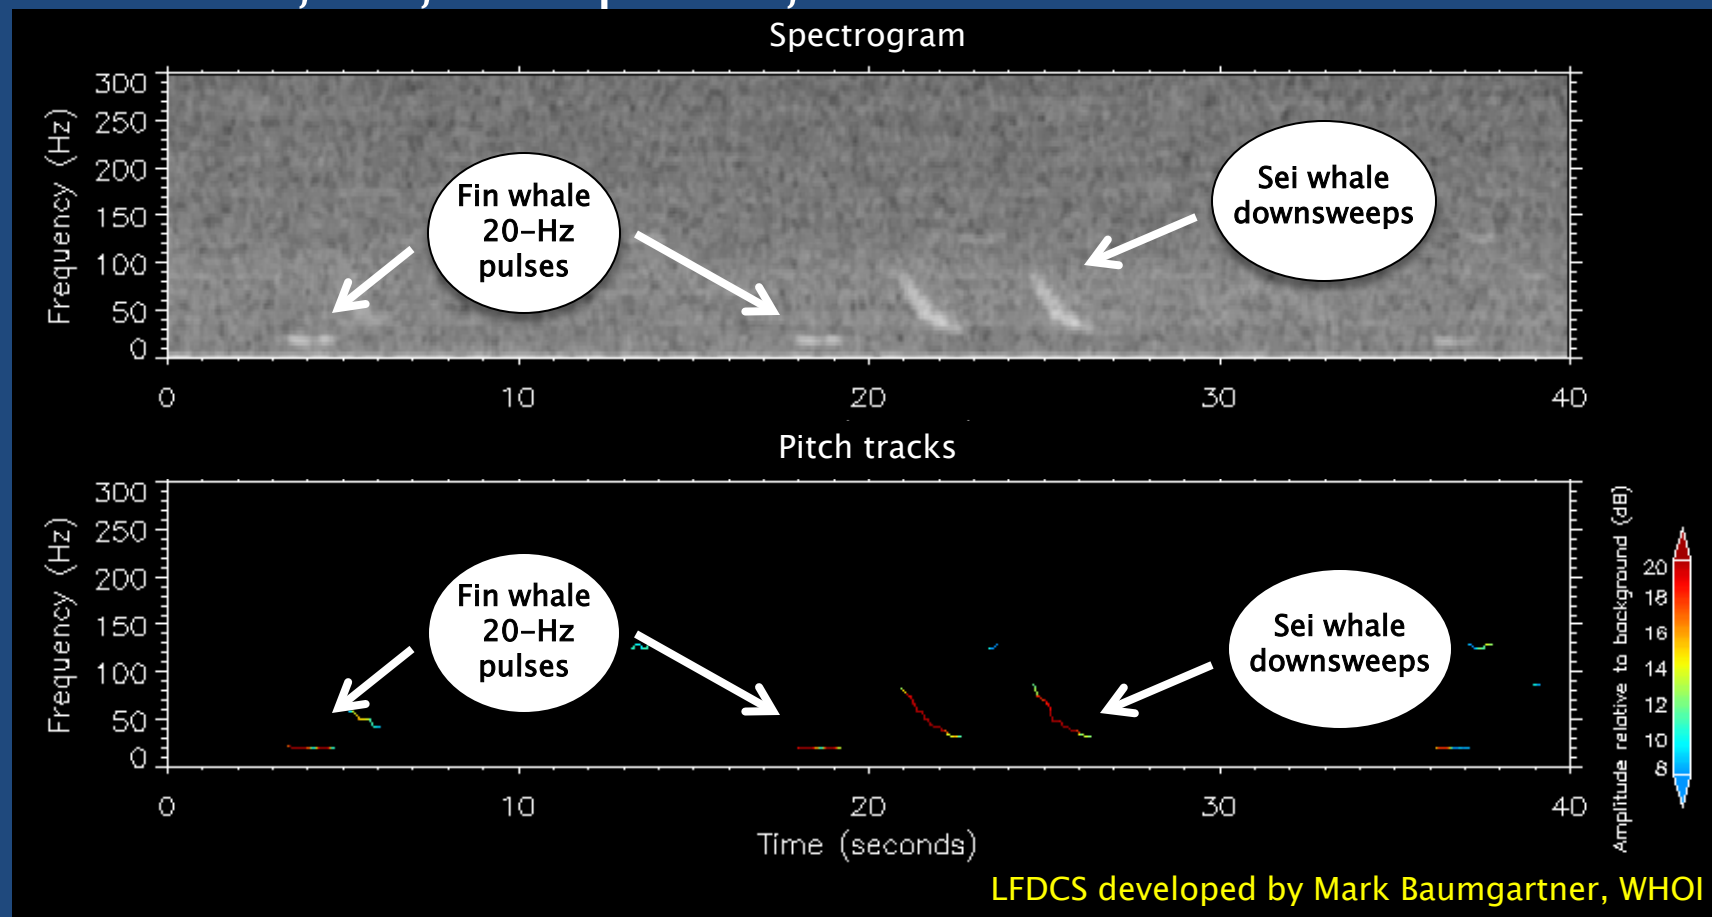 Spectrogram
Frequency (Hz)
300
250
200
150
100
50
0
Fin whale
20-Hz
pulses
Sei whale
downsweeps
0 10 20 30 40
Pitch tracks
Frequency (Hz)
300
250
200
150
100
50
0
Fin whale
20-Hz
pulses
Sei whale
downsweeps
0 10 20 30 40
Time (seconds)
Amplitude relative to background (dB)
20
18
16
14
12
10
8
LFDCS developed by Mark Baumgartner, WHOI